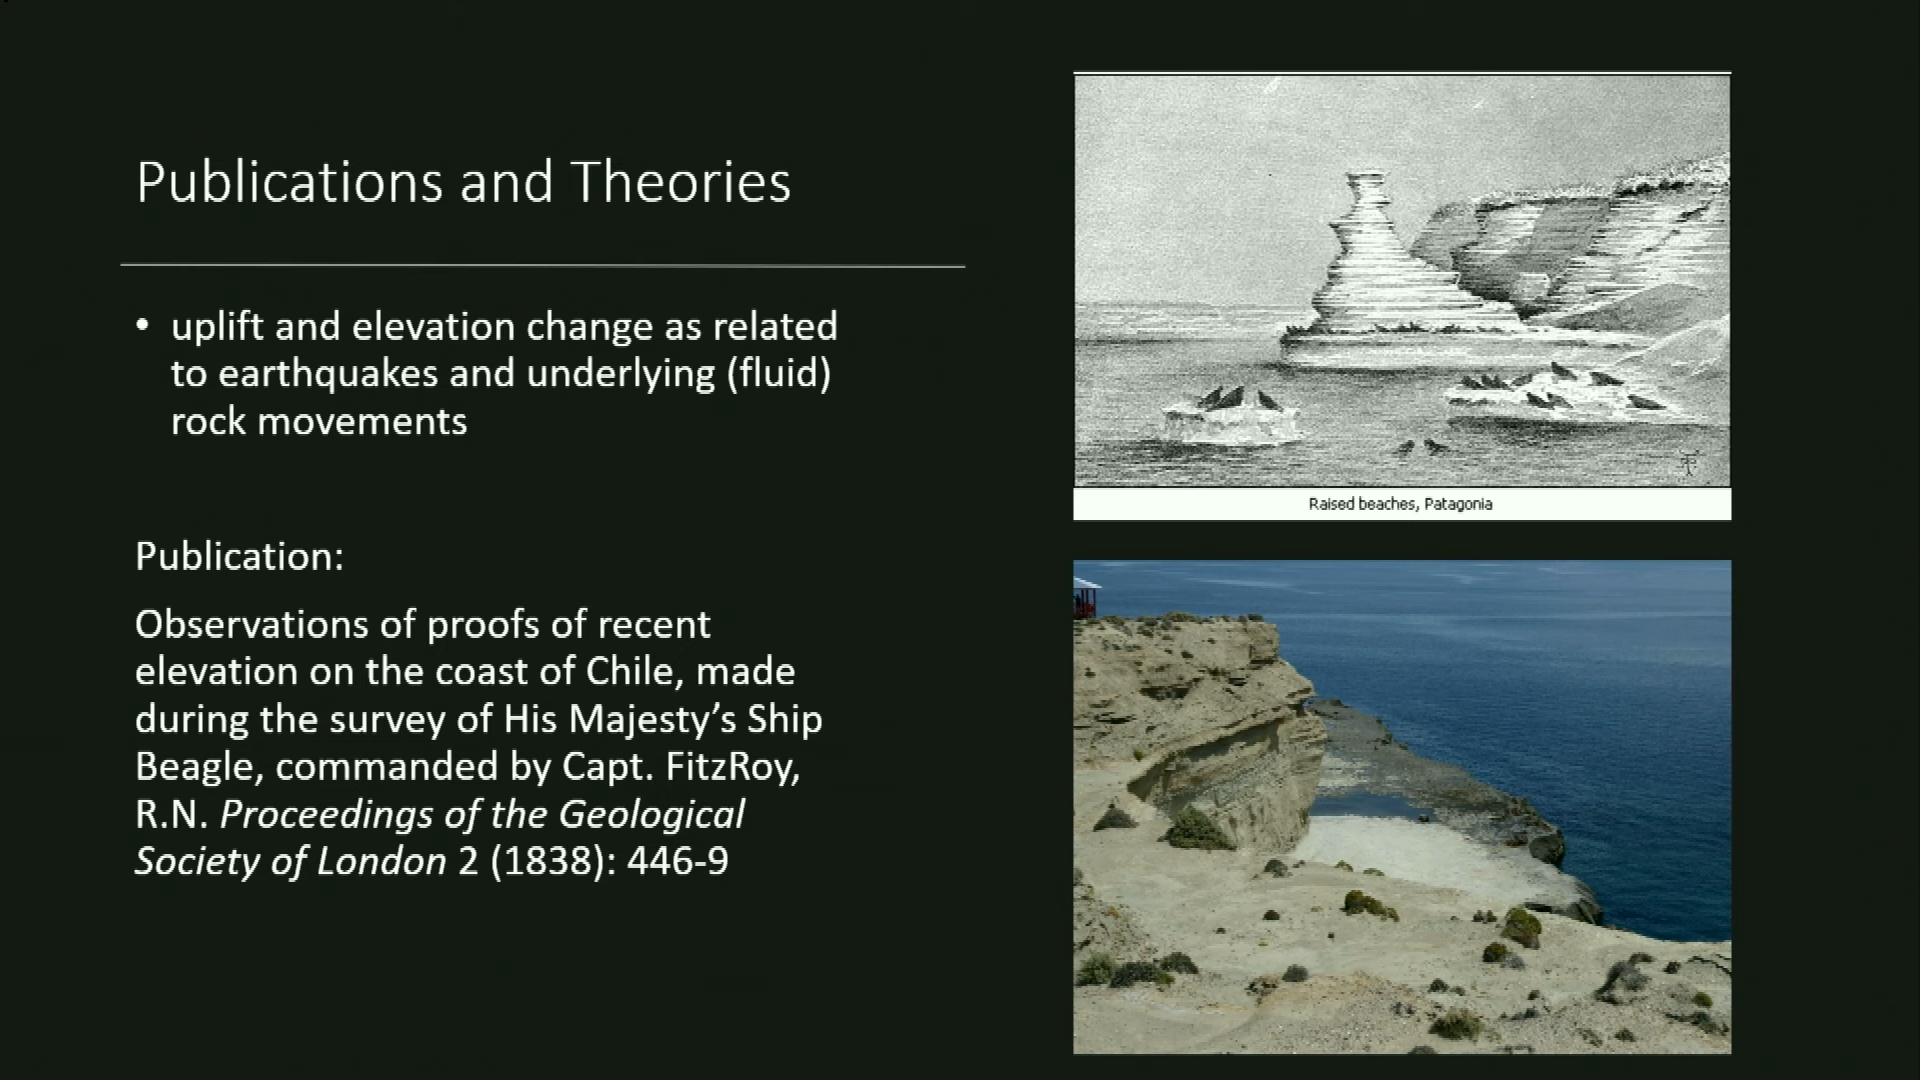 Publications and Theories
• uplift and elevation change as related
to earthquakes and underlying (fluid)
rock movements
Publication:
Observations of proofs of recent
elevation on the coast of Chile, made
during the survey of His Majesty’s Ship
Beagle, commanded by Capt. FitzRoy,
R.N. Proceedings of the Geological
Society of London 2 (1838): 446-9
Raised beaches, Patagonia